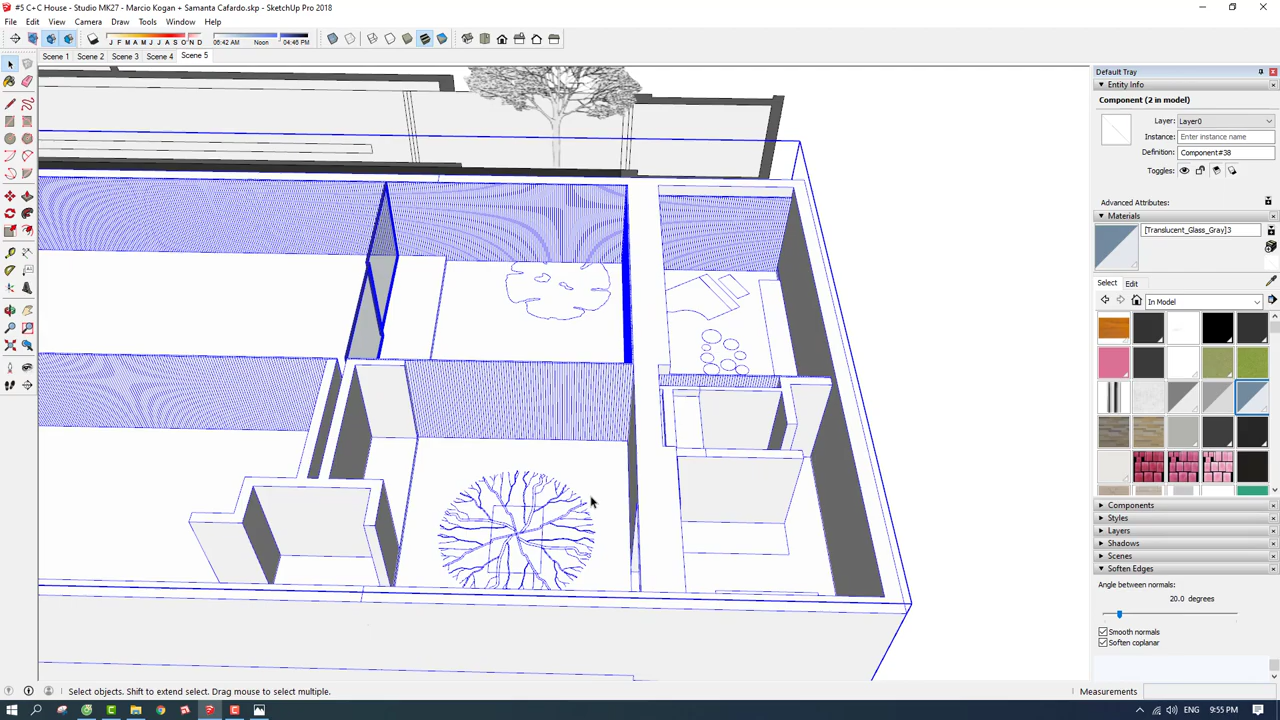 #5 C+C House - Studio MK27 - Marcio Kogan + Samanta Cafardo.skp - SketchUp Pro 2018
File Edit View Camera Draw Tools Window Help
J F M A M J J A S O N D 05:42 AM Noon 04:46 PM
Scene 1 Scene 2 Scene 3 Scene 4 Scene 5
Default Tray
Entity Info
Component (2 in model)
Layer: Layer0
Instance: Enter instance name
Definition: Component#38
Toggles:
Advanced Attributes:
Materials
[Translucent_Glass_Gray]3
Select Edit
In Model
Components
Styles
Layers
Shadows
Scenes
Soften Edges
Angle between normals:
20.0 degrees
Smooth normals
Soften coplanar
Select objects. Shift to extend select. Drag mouse to select multiple.
Measurements
9:55 PM